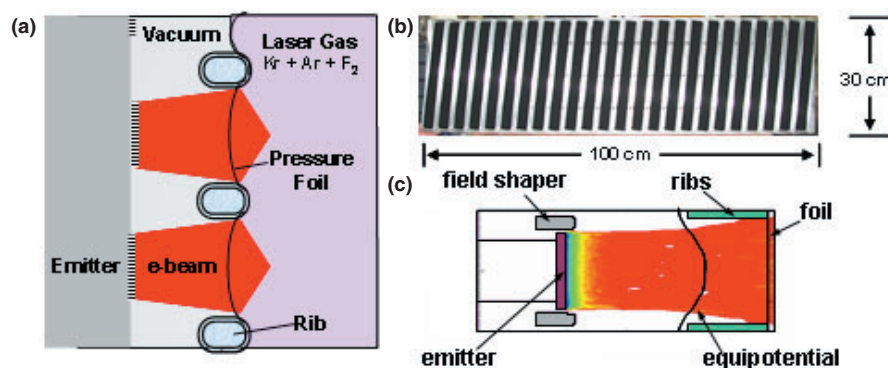 (a)
Vacuum
Laser Gas
Kr + Ar + F₂
Pressure
Foil
Emitter
e-beam
Rib
(b)
30 cm
100 cm
(c)
field shaper
ribs
foil
emitter
equipotential